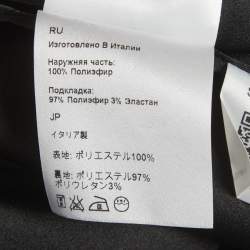 RU
Изготовлено В Италии
Наружняя часть:
100% Полиэфир
Подкладка:
97% Полиэфир 3% Эластан
JP
イタリア製
表地: ポリエステル100%
裏地: ポリエステル97%
ポリウレタン3%